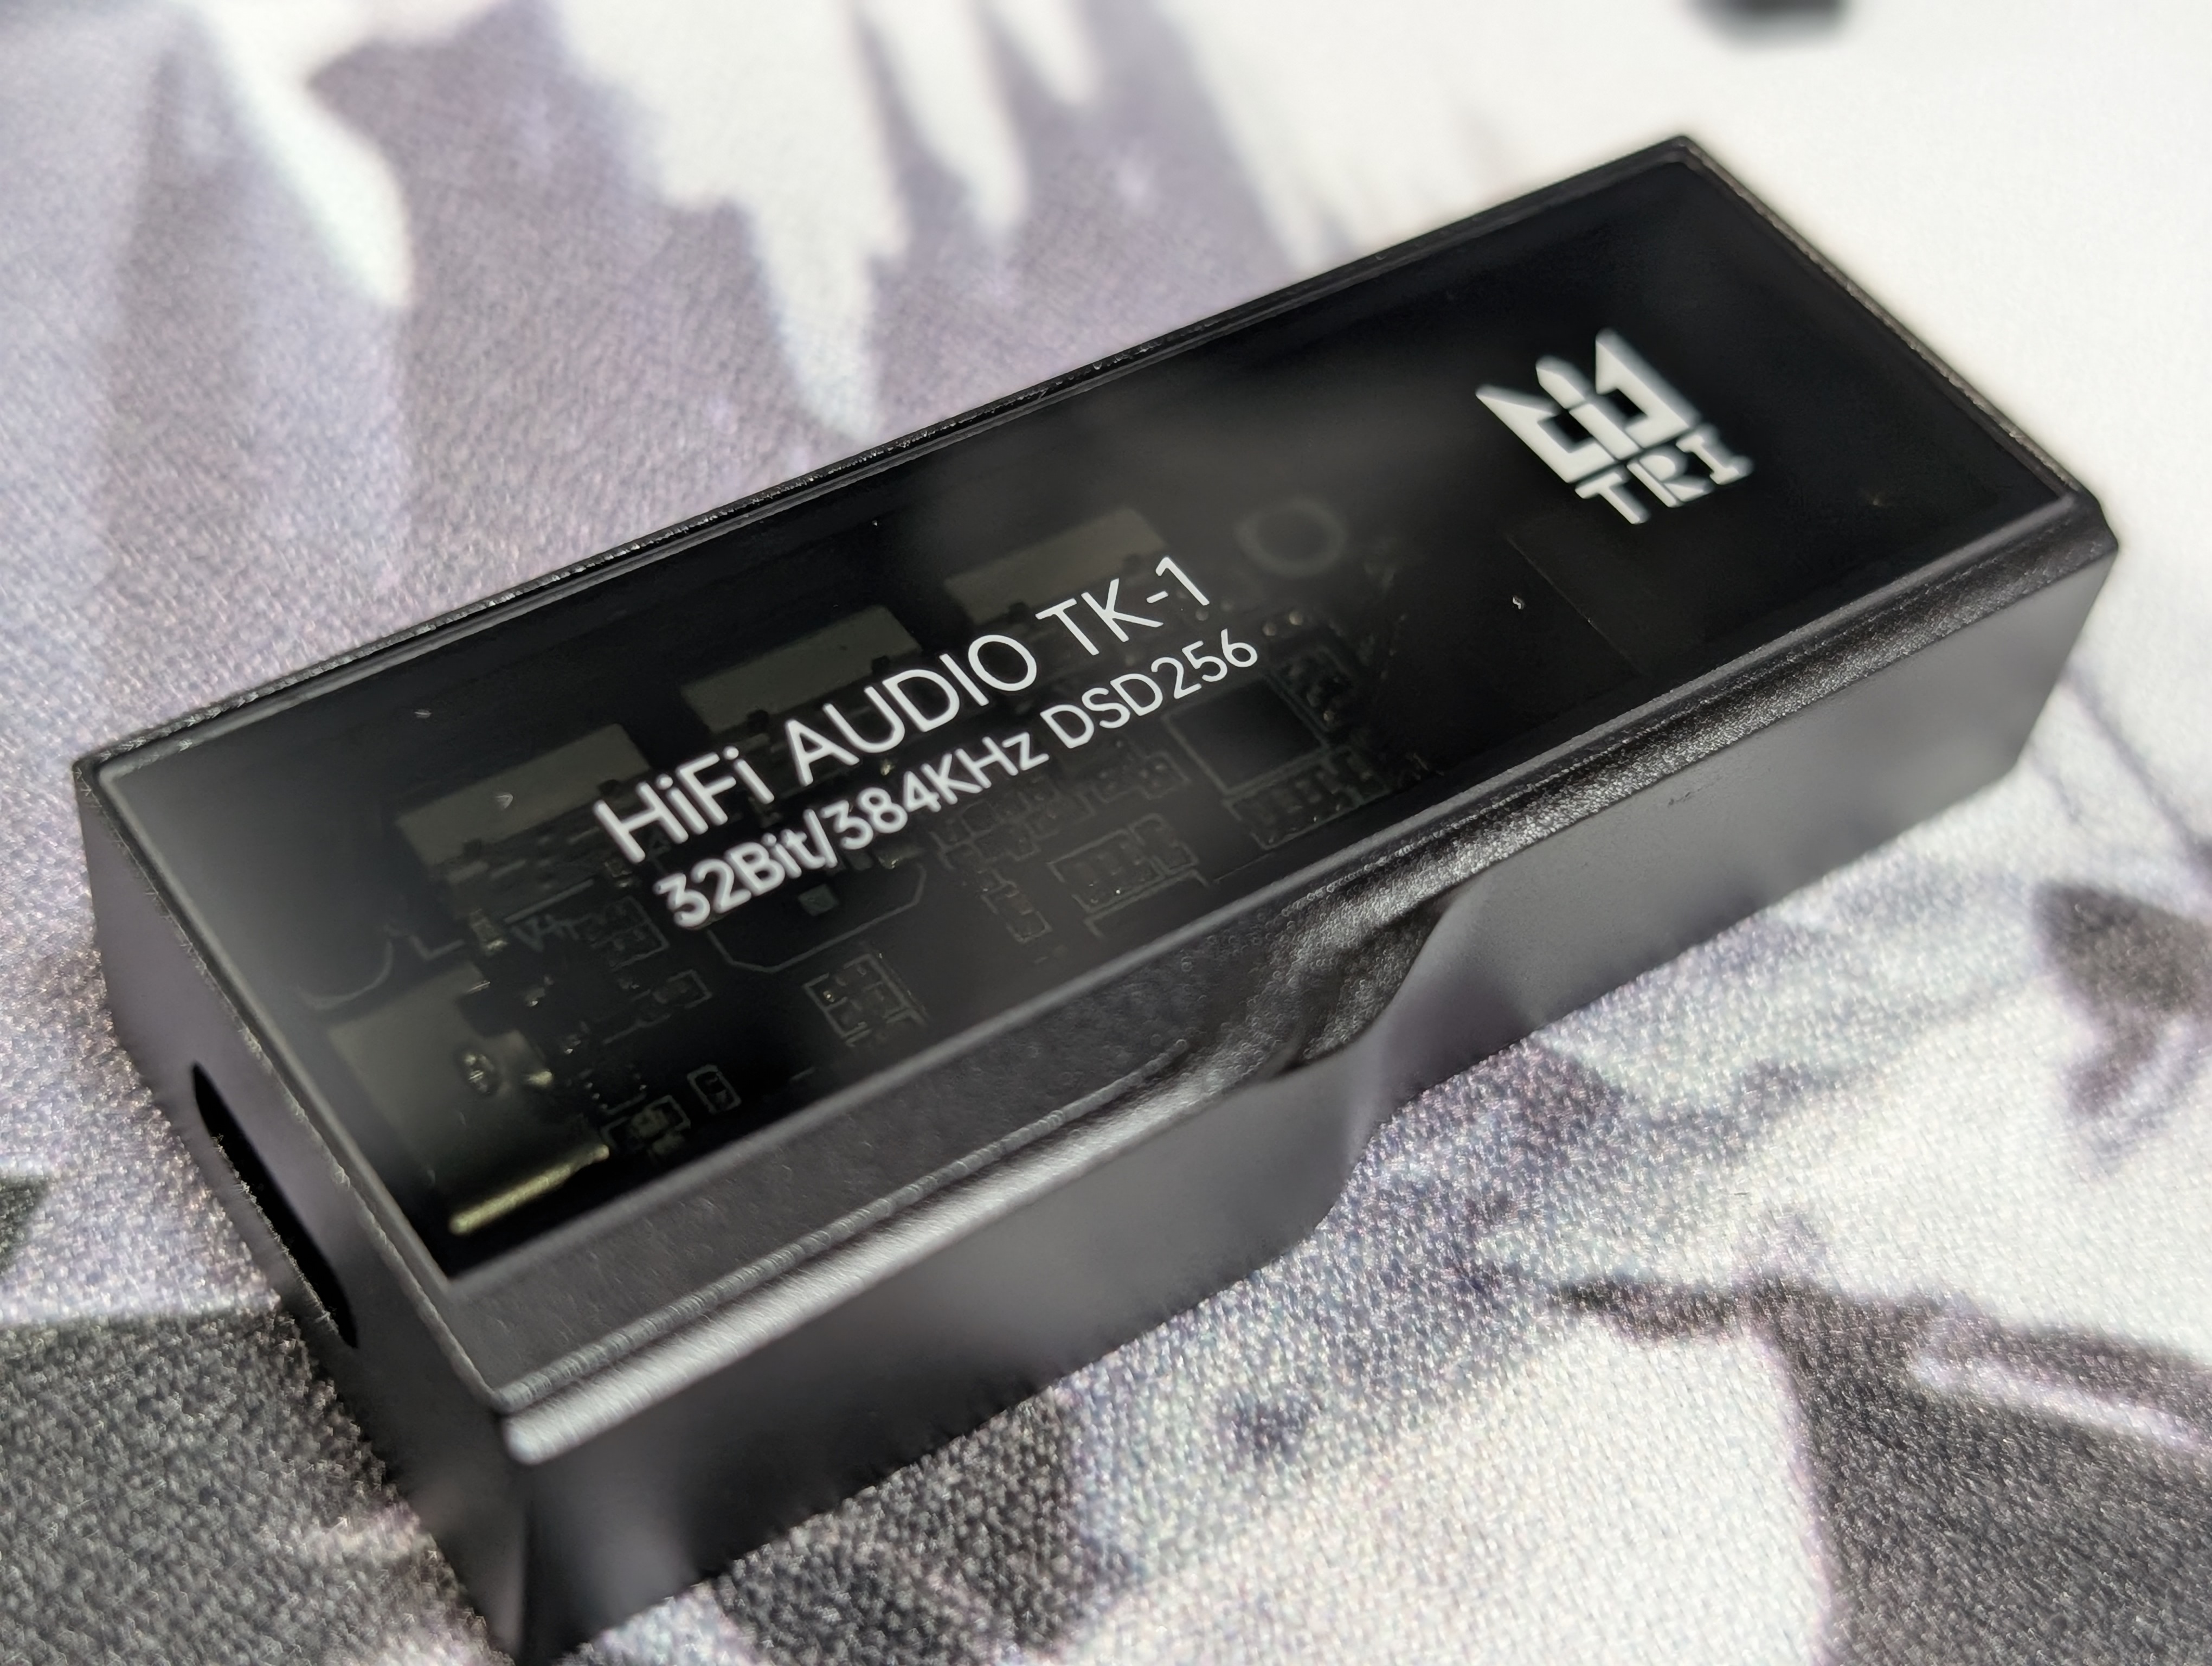 TRI
HiFi AUDIO TK-1
32Bit/384KHz DSD256